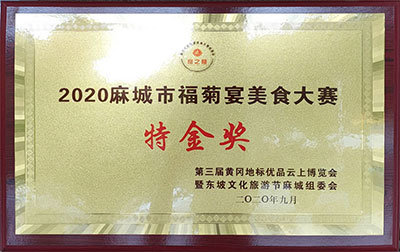 2020麻城市福菊宴美食大赛
特金奖
第三届黄冈地标优品云上博览会
暨东坡文化旅游节麻城组委会
二〇二〇年九月